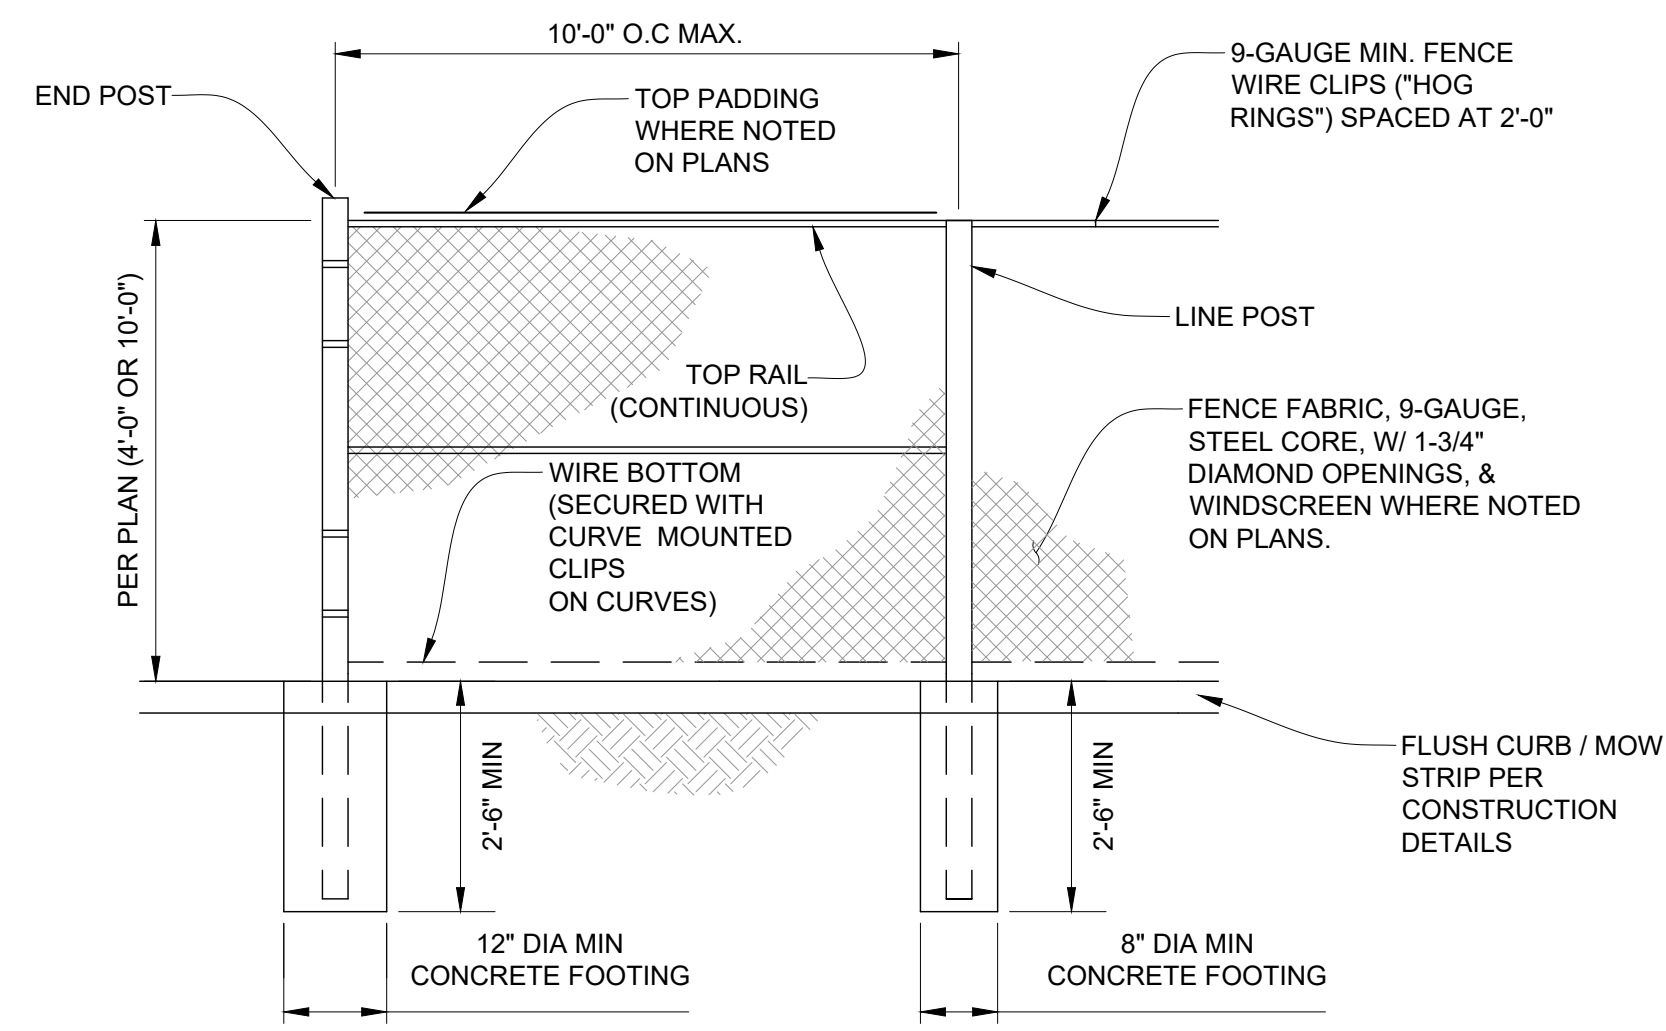 10'-0" O.C MAX.
END POST
TOP PADDING
WHERE NOTED
ON PLANS
9-GAUGE MIN. FENCE
WIRE CLIPS ("HOG
RINGS") SPACED AT 2'-0"
PER PLAN (4'-0" OR 10'-0")
LINE POST
TOP RAIL
(CONTINUOUS)
FENCE FABRIC, 9-GAUGE,
STEEL CORE, W/ 1-3/4"
DIAMOND OPENINGS, &
WINDSCREEN WHERE NOTED
ON PLANS.
WIRE BOTTOM
(SECURED WITH
CURVE MOUNTED
CLIPS
ON CURVES)
2'-6" MIN
2'-6" MIN
FLUSH CURB / MOW
STRIP PER
CONSTRUCTION
DETAILS
12" DIA MIN
CONCRETE FOOTING
8" DIA MIN
CONCRETE FOOTING